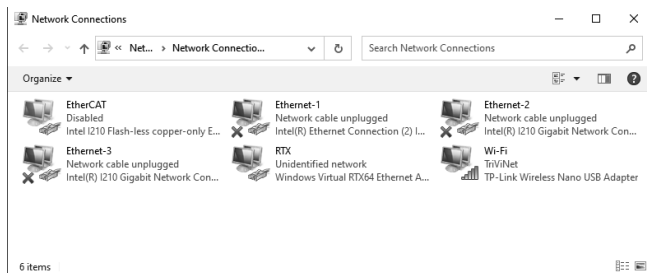 Network Connections
« Net... > Network Connectio...
Search Network Connections
Organize
EtherCAT
Disabled
Intel I210 Flash-less copper-only E...
Ethernet-1
Network cable unplugged
Intel(R) Ethernet Connection (2) I...
Ethernet-2
Network cable unplugged
Intel(R) I210 Gigabit Network Con...
Ethernet-3
Network cable unplugged
Intel(R) I210 Gigabit Network Con...
RTX
Unidentified network
Windows Virtual RTX64 Ethernet A...
Wi-Fi
TriViNet
TP-Link Wireless Nano USB Adapter
6 items